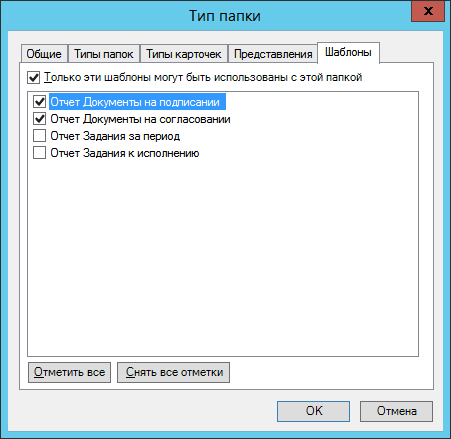 Тип папки
x
Общие Типы папок Типы карточек Представления Шаблоны
Только эти шаблоны могут быть использованы с этой папкой
Отчет Документы на подписании
Отчет Документы на согласовании
Отчет Задания за период
Отчет Задания к исполнению
Отметить все Снять все отметки
OK Отмена